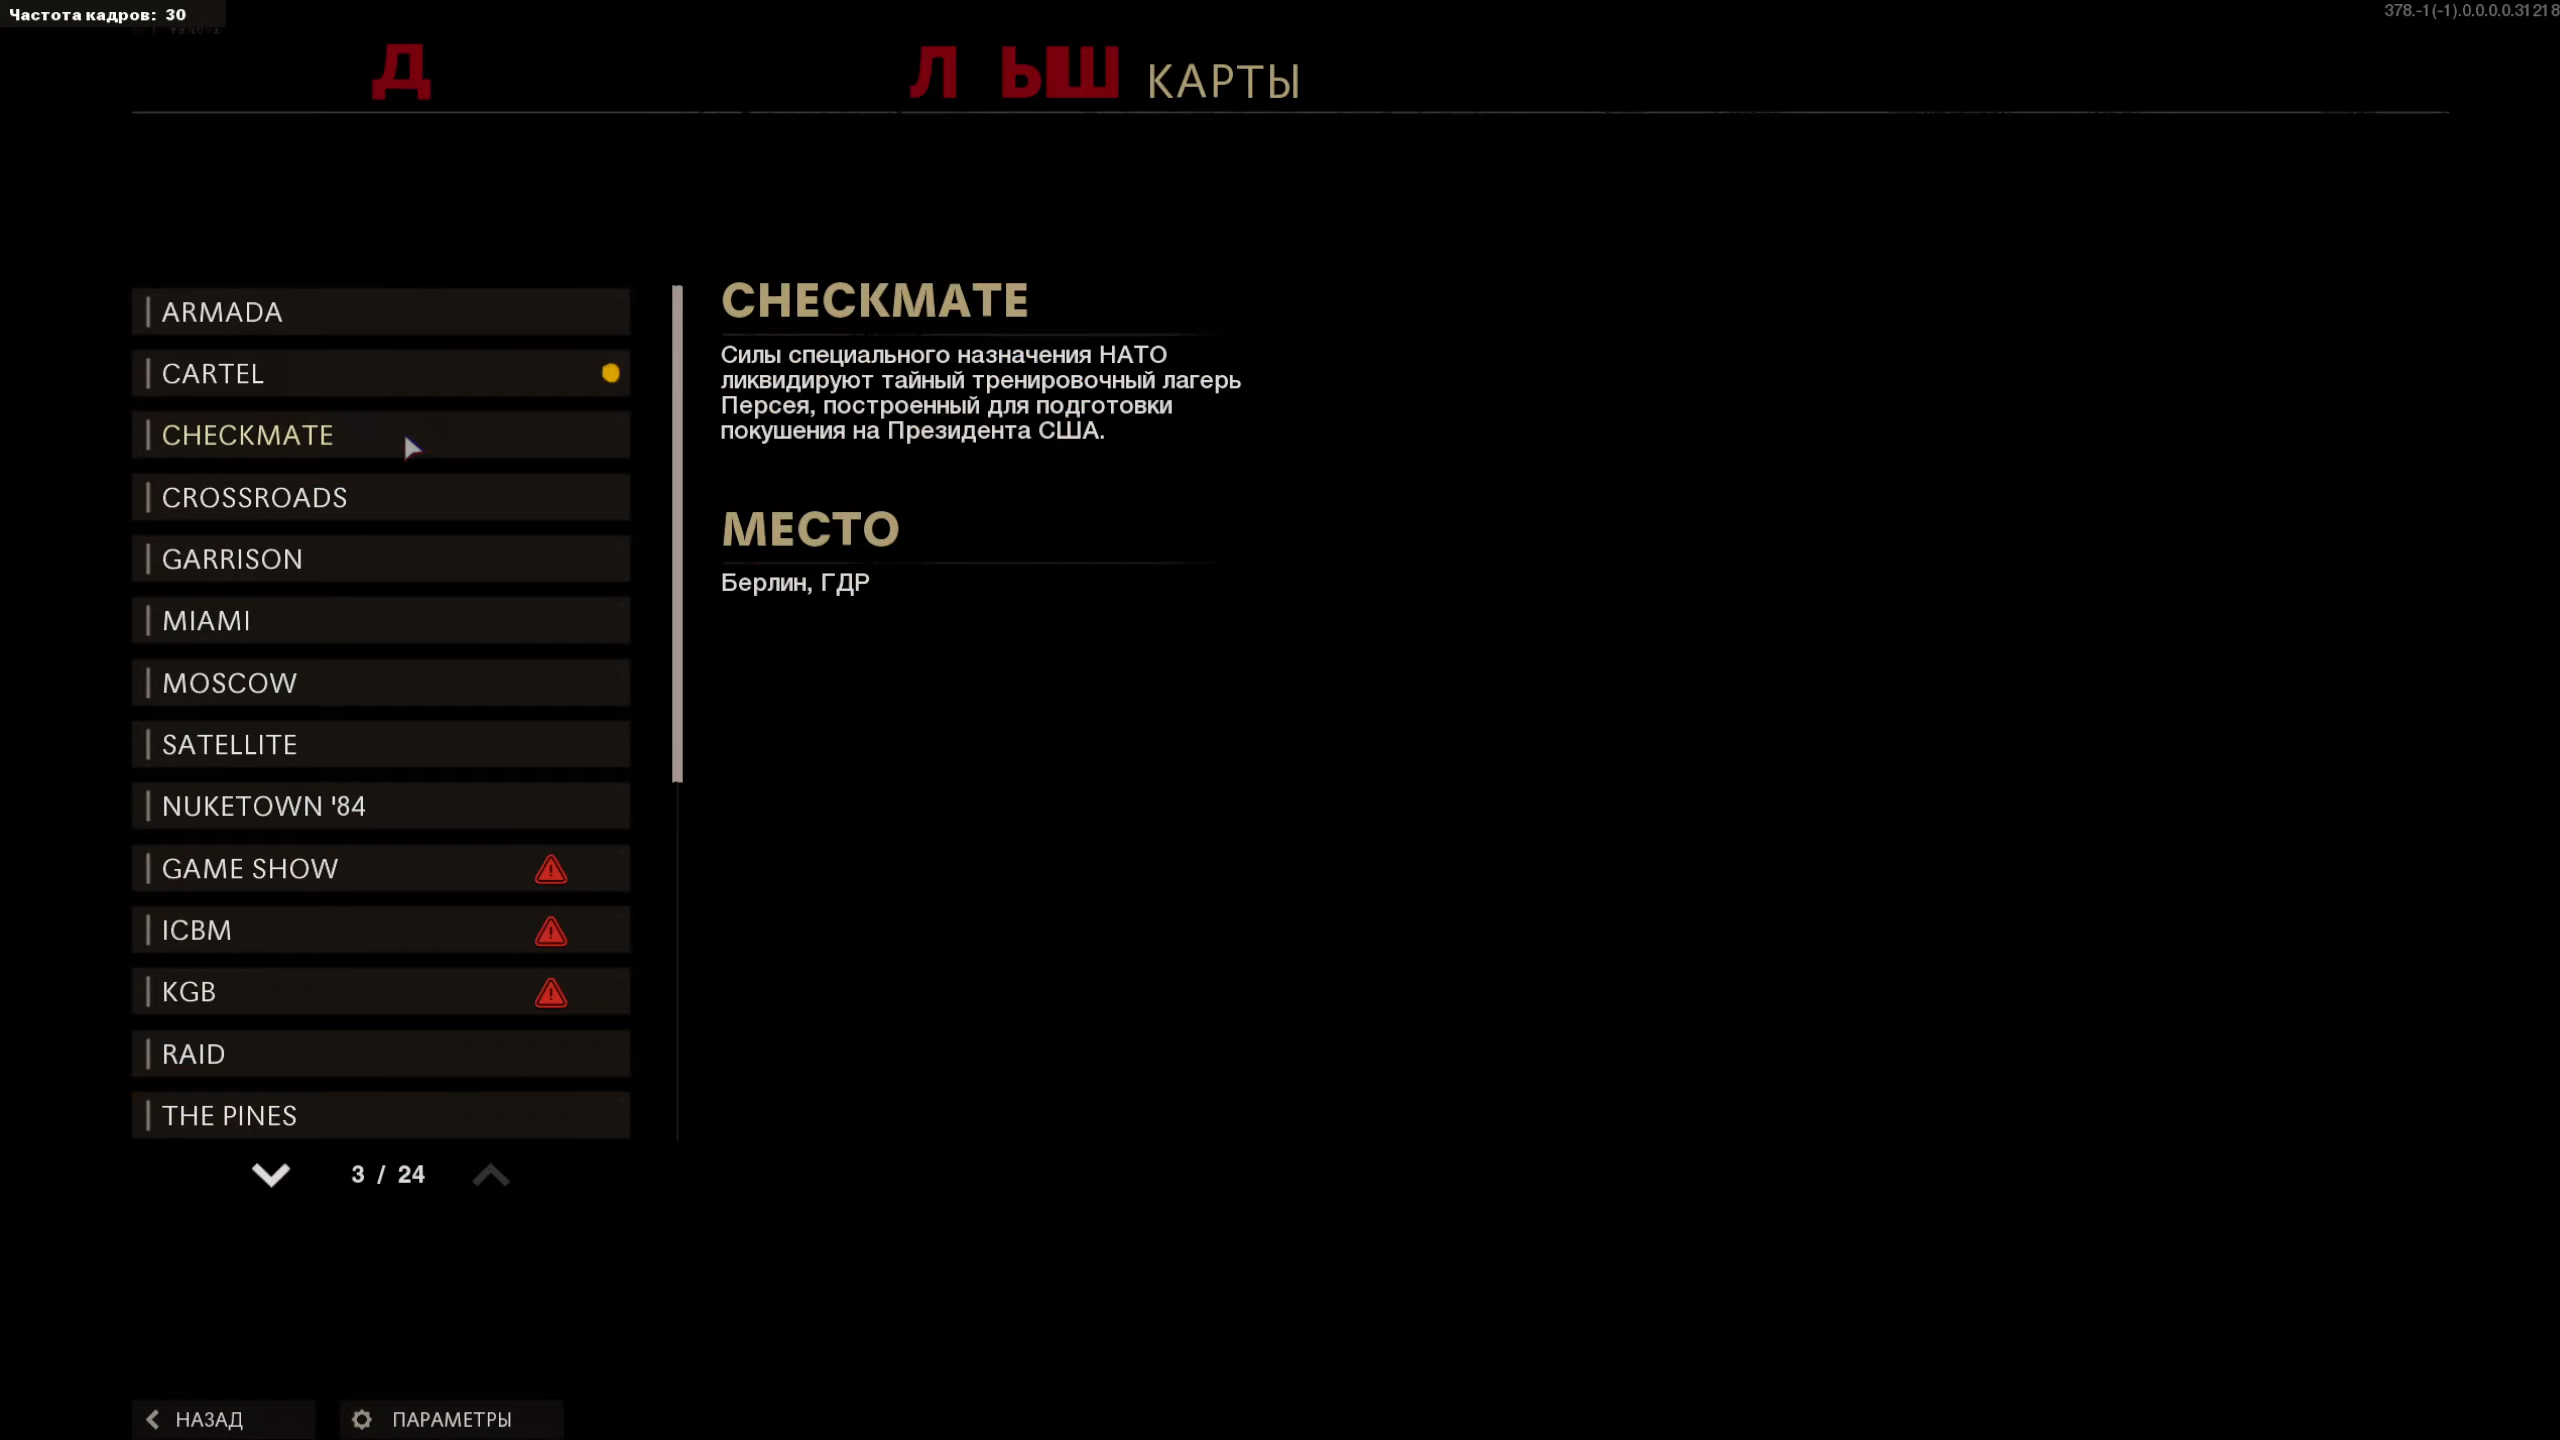 Частота кадров: 30
378.-1(-1).0.0.0.0.31218
Д Л ЬШ КАРТЫ
ARMADA
CARTEL
CHECKMATE
CROSSROADS
GARRISON
MIAMI
MOSCOW
SATELLITE
NUKETOWN '84
GAME SHOW
ICBM
KGB
RAID
THE PINES
3 / 24
CHECKMATE
Силы специального назначения НАТО
ликвидируют тайный тренировочный лагерь
Персея, построенный для подготовки
покушения на Президента США.
МЕСТО
Берлин, ГДР
НАЗАД
ПАРАМЕТРЫ